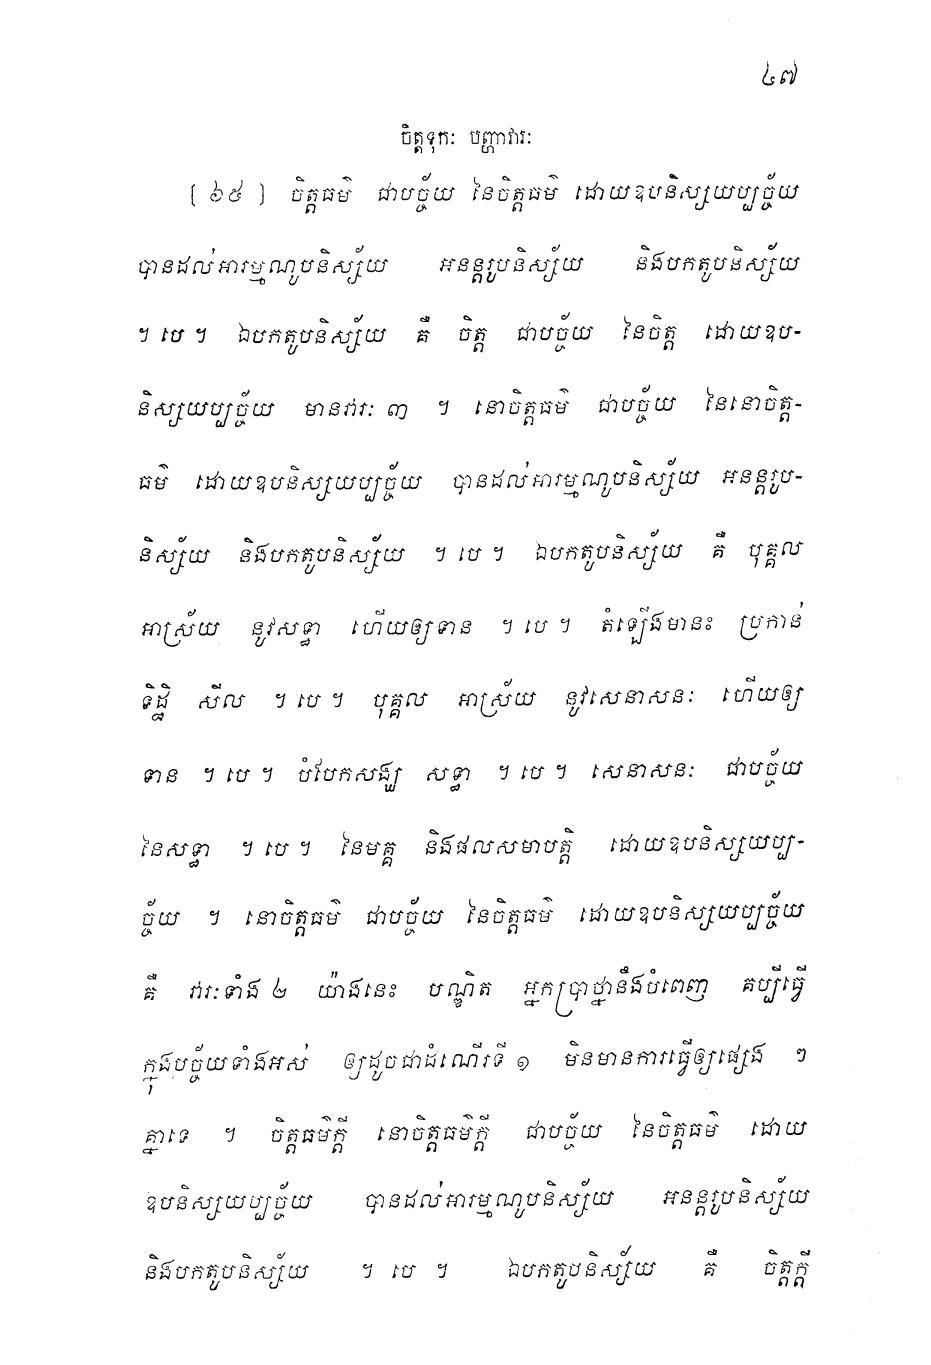 ៤៧
ចិត្តទុកៈ បញ្ហាវារៈ
[ ៦៥ ] ចិត្តធម៌ ជាបច្ច័យ នៃចិត្តធម៌ ដោយឧបនិស្សយប្បច្ច័យ
បានដល់អារម្មណូបនិស្ស័យ អនន្តរូបនិស្ស័យ និងបកតូបនិស្ស័យ
។ បេ ។ ឯបកតូបនិស្ស័យ គឺ ចិត្ត ជាបច្ច័យ នៃចិត្ត ដោយឧប-
និស្សយប្បច្ច័យ មានវារៈ ៣ ។ នោចិត្តធម៌ ជាបច្ច័យ នៃនោចិត្ត-
ធម៌ ដោយឧបនិស្សយប្បច្ច័យ បានដល់អារម្មណូបនិស្ស័យ អនន្តរូប-
និស្ស័យ និងបកតូបនិស្ស័យ ។ បេ ។ ឯបកតូបនិស្ស័យ គឺ បុគ្គល
អាស្រ័យ នូវសទ្ធា ហើយឲ្យទាន ។ បេ ។ តំឡើងមានះ ប្រកាន់
ទិដ្ឋិ សីល ។ បេ ។ បុគ្គល អាស្រ័យ នូវសេនាសនៈ ហើយឲ្យ
ទាន ។ បេ ។ បំបែកសង្ឃ សទ្ធា ។ បេ ។ សេនាសនៈ ជាបច្ច័យ
នៃសទ្ធា ។ បេ ។ នៃមគ្គ និងផលសមាបត្តិ ដោយឧបនិស្សយប្ប-
ច្ច័យ ។ នោចិត្តធម៌ ជាបច្ច័យ នៃចិត្តធម៌ ដោយឧបនិស្សយប្បច្ច័យ
គឺ វារៈទាំង ២ យ៉ាងនេះ បណ្ឌិត អ្នកប្រាថ្នានឹងបំពេញ គប្បីធ្វើ
ក្នុងបច្ច័យទាំងអស់ ឲ្យដូចជាដំណើរទី ១ មិនមានការធ្វើឲ្យផ្សេង ៗ
គ្នាទេ ។ ចិត្តធម៌ក្តី នោចិត្តធម៌ក្តី ជាបច្ច័យ នៃចិត្តធម៌ ដោយ
ឧបនិស្សយប្បច្ច័យ បានដល់អារម្មណូបនិស្ស័យ អនន្តរូបនិស្ស័យ
និងបកតូបនិស្ស័យ ។ បេ ។ ឯបកតូបនិស្ស័យ គឺ ចិត្តក្តី